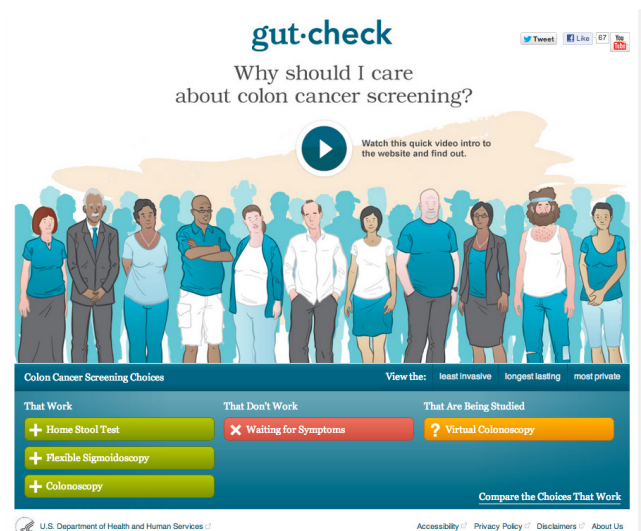 gut·check
Tweet
Like
67
You
Tube
Why should I care
about colon cancer screening?
Watch this quick video intro to
the website and find out.
Colon Cancer Screening Choices
View the: least invasive longest lasting most private
That Work
That Don't Work
That Are Being Studied
Home Stool Test
Waiting for Symptoms
? Virtual Colonoscopy
Flexible Sigmoidoscopy
Colonoscopy
Compare the Choices That Work
U.S. Department of Health and Human Services
Accessibility Privacy Policy Disclaimers About Us